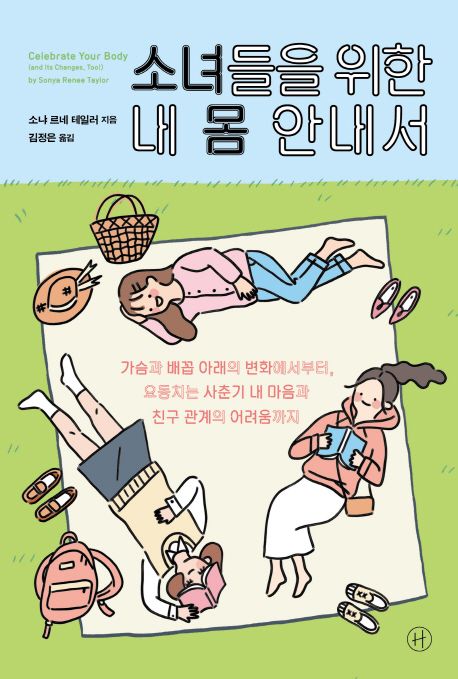 Celebrate Your Body
(and Its Changes, Too!)
by Sonya Renee Taylor
소녀들을 위한
내 몸 안내서
소냐 르네 테일러 지음
김정은 옮김
가슴과 배꼽 아래의 변화에서부터,
요동치는 사춘기 내 마음과
친구 관계의 어려움까지
H